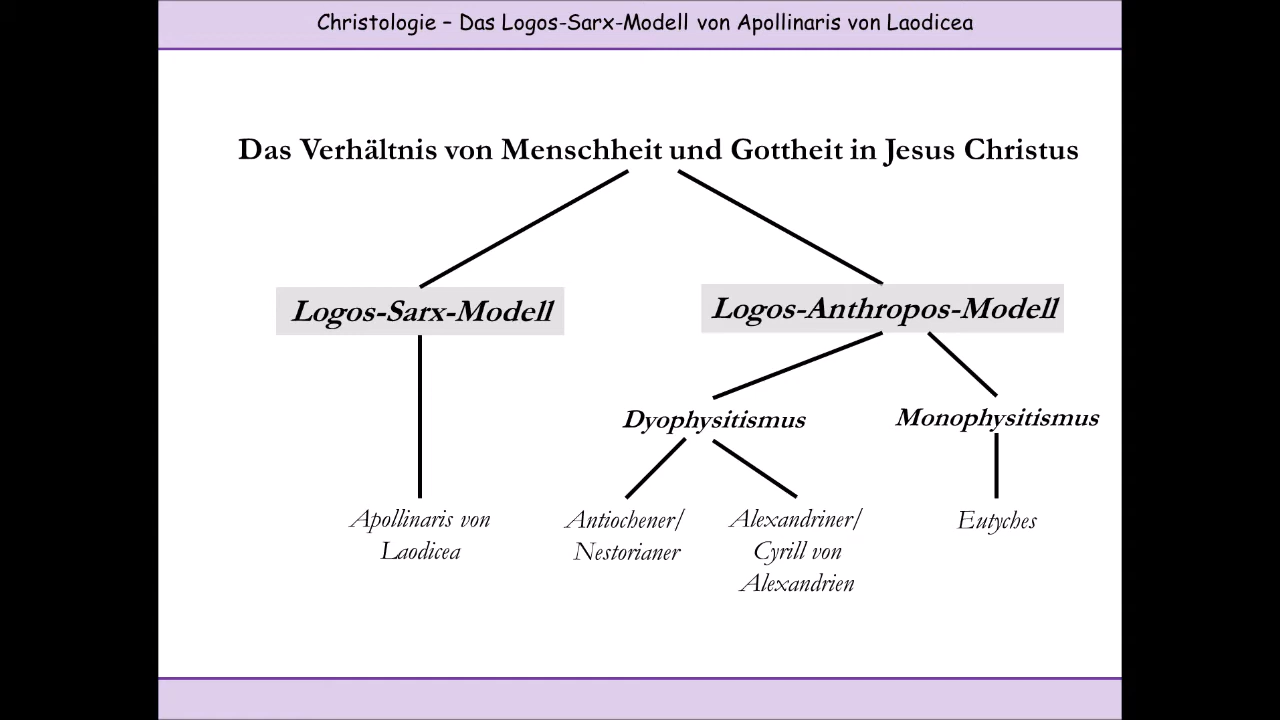 Christologie – Das Logos-Sarx-Modell von Apollinaris von Laodicea
Das Verhältnis von Menschheit und Gottheit in Jesus Christus
Logos-Sarx-Modell
Logos-Anthropos-Modell
Dyophysitismus
Monophysitismus
Apollinaris von
Laodicea
Antiochener/
Nestorianer
Alexandriner/
Cyrill von
Alexandrien
Eutyches